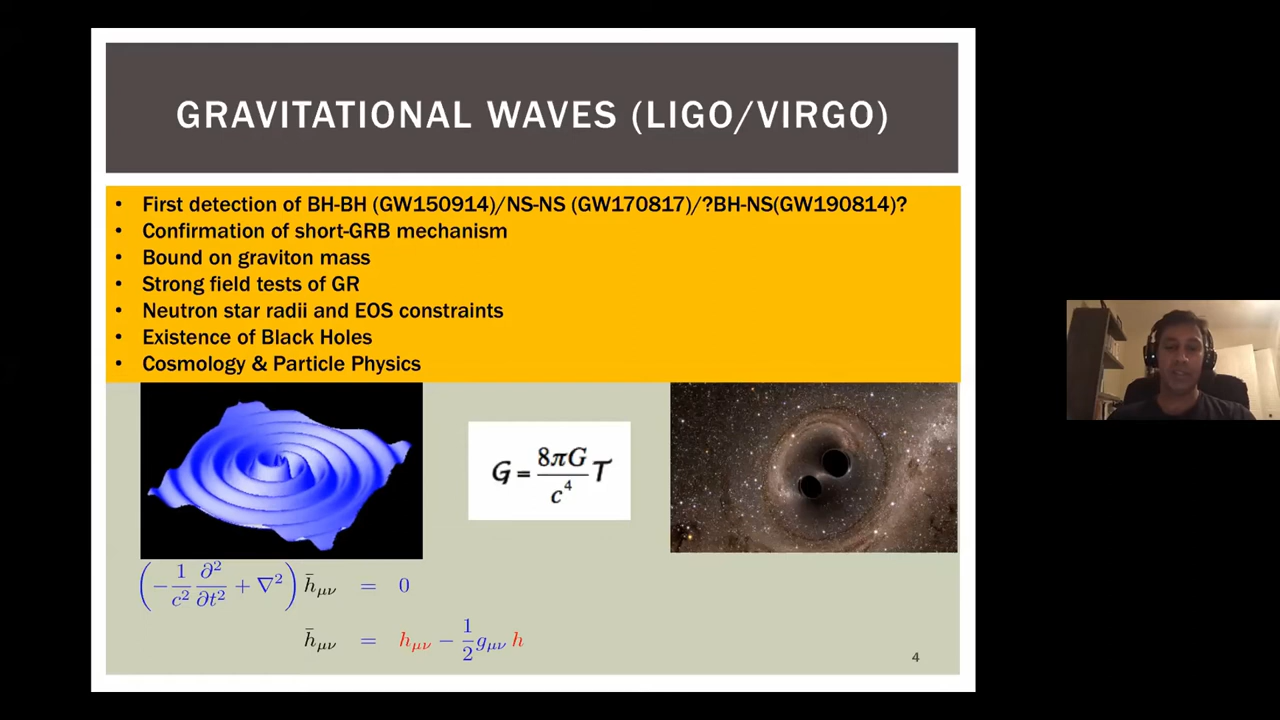 GRAVITATIONAL WAVES (LIGO/VIRGO)
• First detection of BH-BH (GW150914)/NS-NS (GW170817)/?BH-NS(GW190814)?
• Confirmation of short-GRB mechanism
• Bound on graviton mass
• Strong field tests of GR
• Neutron star radii and EOS constraints
• Existence of Black Holes
• Cosmology & Particle Physics
G = 8πG/c⁴ T
(−1/c² ∂²/∂t² + ∇²) h̄μν = 0
h̄μν = hμν − 1/2 gμν h
4